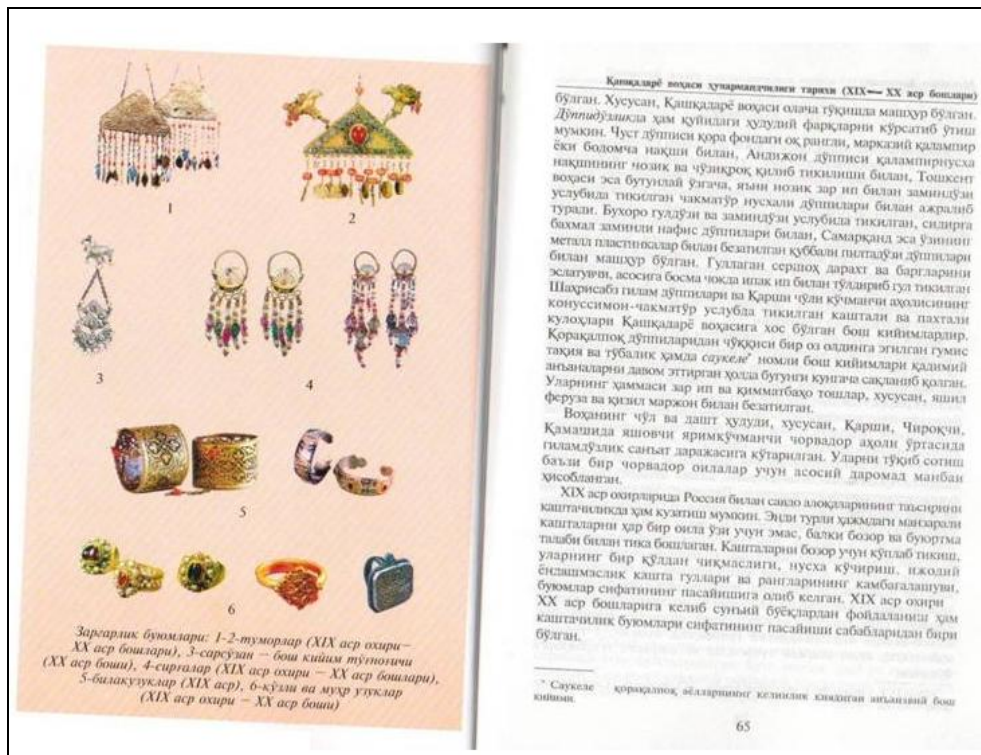 1
2
3
4
5
6
Заргарлик буюмлари: 1-2-туморлар (XIX аср охири—
XX аср бошлари), 3-сарсўзан — бош кийим тўғноғичи
(XX аср боши), 4-сирғалар (XIX аср охири — XX аср бошлари),
5-билакузуклар (XIX аср), 6-кўзли ва муҳр узуклар
(XIX аср охири — XX аср боши)
Қашқадарё воҳаси ҳунармандчилиги тарихи (XIX— XX аср бошлари)
бўлган. Хусусан, Қашқадарё воҳаси олача тўқишда машҳур бўлган.
Дўппидўзликда ҳам қуйидаги ҳудудий фарқларни кўрсатиб ўтиш
мумкин. Чуст дўпписи қора фондаги оқ рангли, марказий қалампир
ёки бодомча нақши билан, Андижон дўпписи қалампирнусха
нақшининг нозик ва чўзиқроқ қилиб тикилиши билан, Тошкент
воҳаси эса бутунлай ўзгача, яъни нозик зар ип билан заминдўзи
услубида тикилган чакматўр нусхали дўппилари билан ажралиб
туради. Бухоро гулдўзи ва заминдўзи услубида тикилган, сидирға
бахмал заминли нафис дўппилари билан, Самарқанд эса ўзининг
металл пластинкалар билан безатилган қуббали пилтадўзи дўппилари
билан машҳур бўлган. Гуллаган сершоҳ дарахт ва баргларини
эслатувчи, асосига босма чокда ипак ип билан тўлдириб гул тикилган
Шаҳрисабз гилам дўппилари ва Қарши чўли кўчманчи аҳолисининг
конуссимон-чакматўр услубда тикилган каштали ва пахтали
кулоҳлари Қашқадарё воҳасига хос бўлган бош кийимлардир.
Қорақалпоқ дўппиларидан чўққиси бир оз олдинга эгилган гумис
тақия ва тўбалик ҳамда саукеле* номли бош кийимлари қадимий
анъаналарни давом эттирган ҳолда бугунги кунгача сақланиб қолган.
Уларнинг ҳаммаси зар ип ва қимматбаҳо тошлар, хусусан, яшил
феруза ва қизил маржон билан безатилган.
Воҳанинг чўл ва дашт ҳудуди, хусусан, Қарши, Чироқчи,
Қамашида яшовчи яримкўчманчи чорвадор аҳоли ўртасида
гиламдўзлик санъат даражасига кўтарилган. Уларни тўқиб сотиш
баъзи бир чорвадор оилалар учун асосий даромад манбаи
ҳисобланган.
XIX аср охирларида Россия билан савдо алоқаларининг таъсирини
каштачиликда ҳам кузатиш мумкин. Энди турли ҳажмдаги манзарали
кашталарни ҳар бир оила ўзи учун эмас, балки бозор ва буюртма
талаби билан тика бошлаган. Кашталарни бозор учун кўплаб тикиш,
уларнинг бир қўлдан чиқмаслиги, нусха кўчириш, ижодий
ёндашмаслик кашта гуллари ва рангларининг камбағалашуви,
буюмлар сифатининг пасайишига олиб келган. XIX аср охири —
XX аср бошларига келиб сунъий бўёқлардан фойдаланиш ҳам
каштачилик буюмлари сифатининг пасайиши сабабларидан бири
бўлган.
* Саукеле — қорақалпоқ аёлларининг келинлик киядиган анъанавий бош
кийими.
65